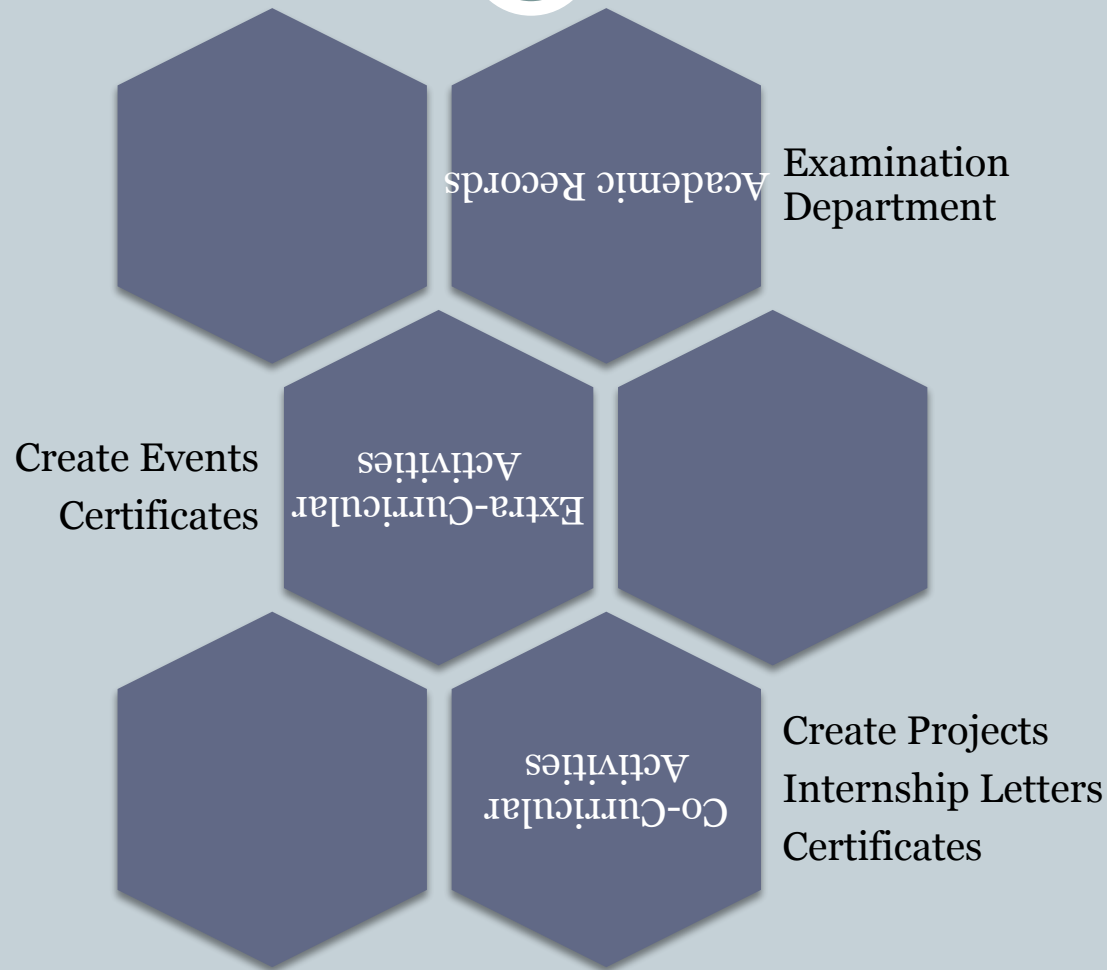 Academic Records
Examination
Department
Create Events
Certificates
Extra-Curricular
Activities
Co-Curricular
Activities
Create Projects
Internship Letters
Certificates